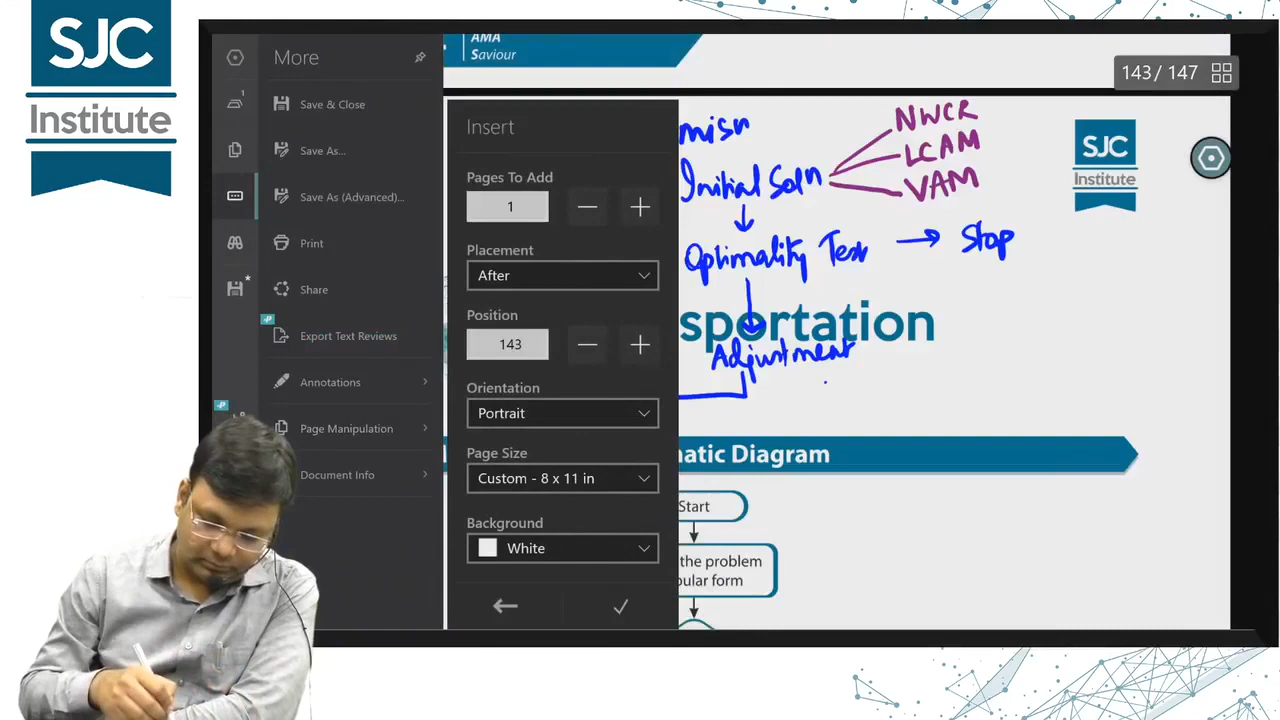 SJC
Institute
More
Save & Close
Save As...
Save As (Advanced)...
Print
Share
Export Text Reviews
Annotations
Page Manipulation
Document Info
1
Insert
Pages To Add
1
Placement
After
Position
143
Orientation
Portrait
Page Size
Custom - 8 x 11 in
Background
White
AMA
Saviour
143/ 147
SJC
Institute
Initial Soln
NWCR
LCAM
VAM
Optimality Test → Stop
Adjustment
sportation
matic Diagram
Start
the problem
bular form